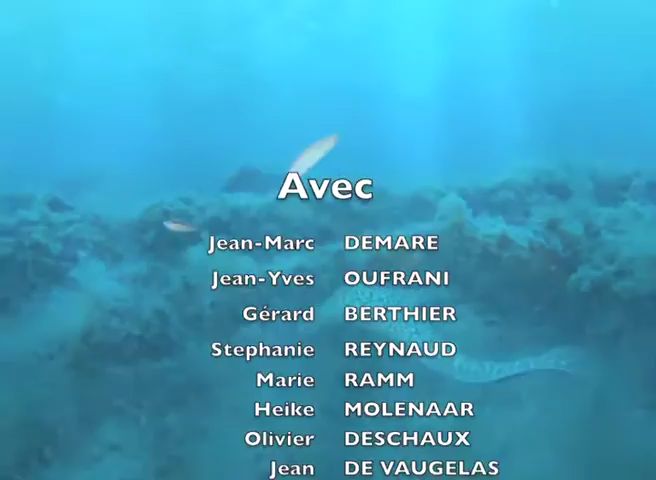 Avec
Jean-Marc DEMARE
Jean-Yves OUFRANI
Gérard BERTHIER
Stephanie REYNAUD
Marie RAMM
Heike MOLENAAR
Olivier DESCHAUX
Jean DE VAUGELAS